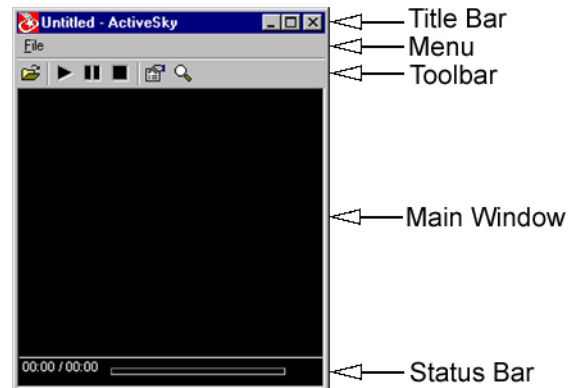 Untitled - ActiveSky
Title Bar
File
Menu
Toolbar
Main Window
00:00 / 00:00
Status Bar